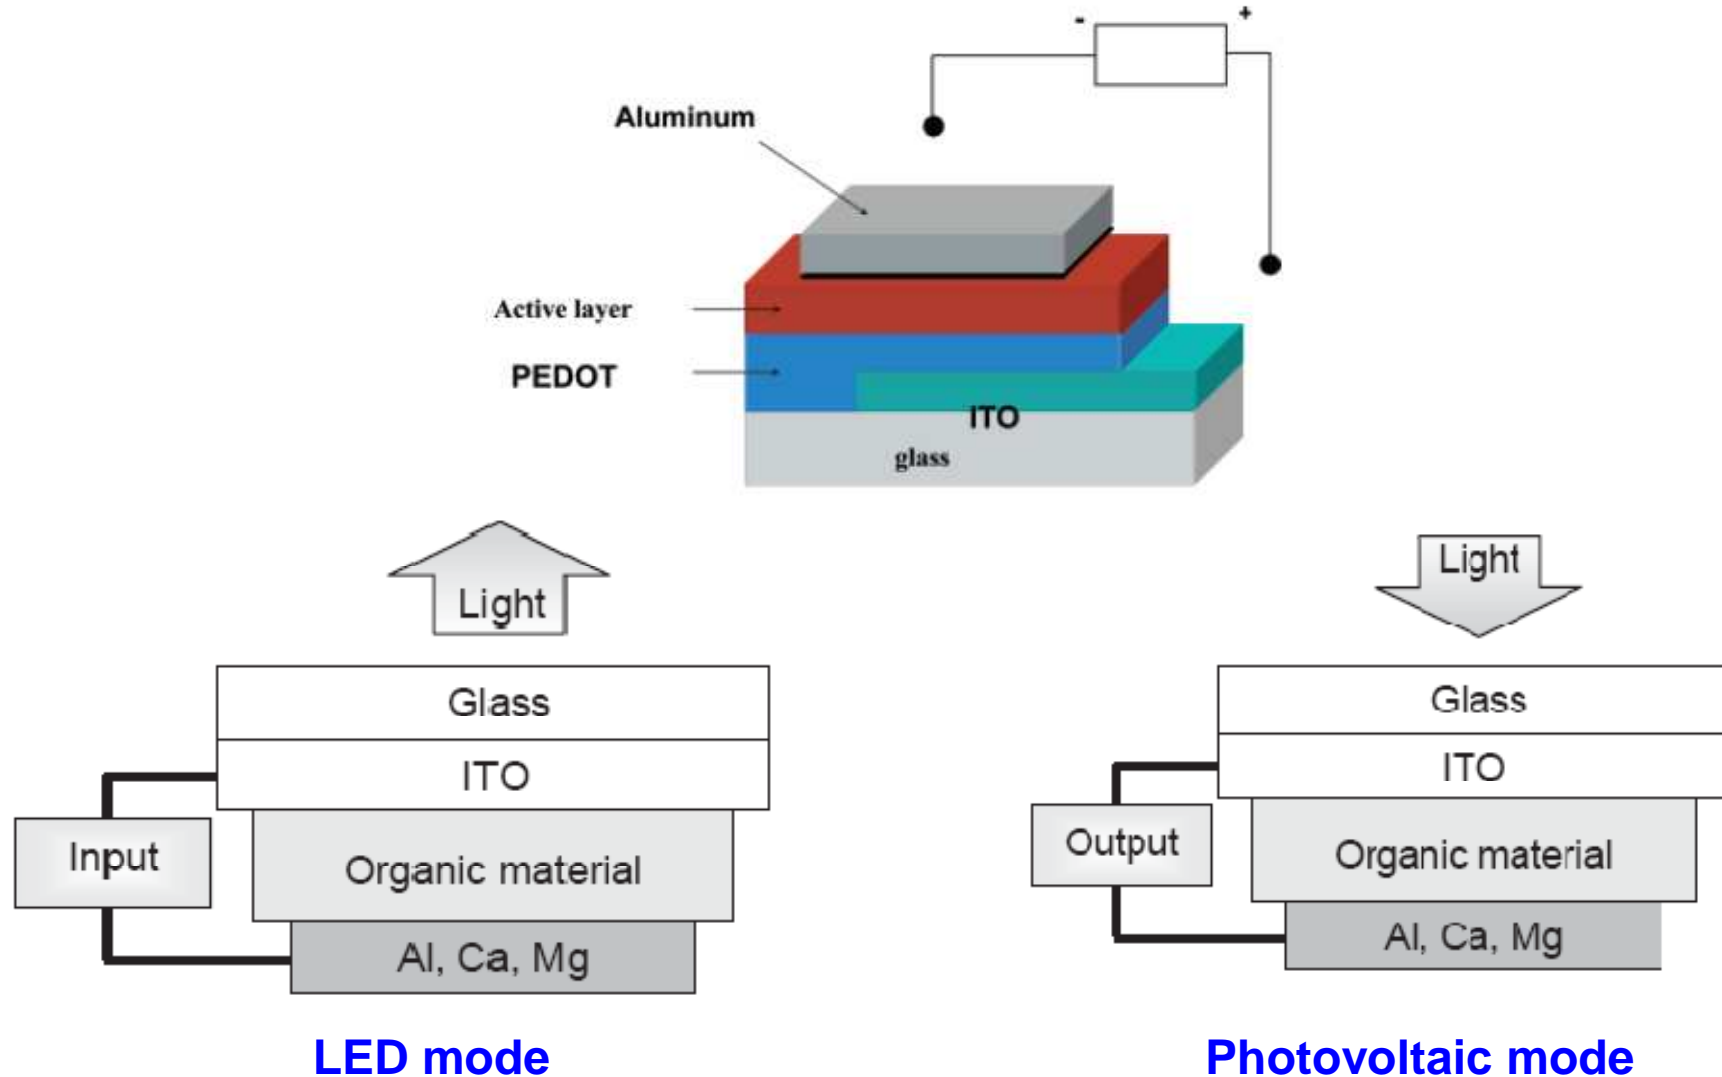 - +
Aluminum
Active layer
PEDOT
ITO
glass
Light
Glass
ITO
Input
Organic material
Al, Ca, Mg
LED mode
Light
Glass
ITO
Output
Organic material
Al, Ca, Mg
Photovoltaic mode